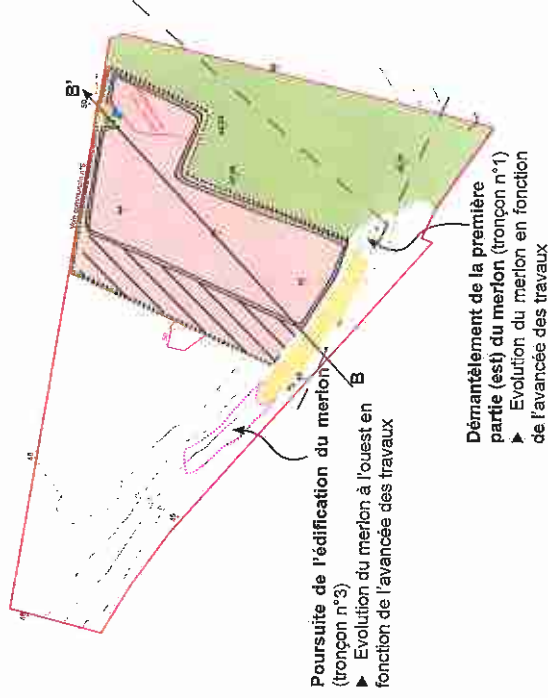 B'
B
Poursuite de l'édification du merlon
(tronçon n°3)
► Evolution du merlon à l'ouest en
fonction de l'avancée des travaux
Démantèlement de la première
partie (est) du merlon (tronçon n°1)
► Evolution du merlon en fonction
de l'avancée des travaux